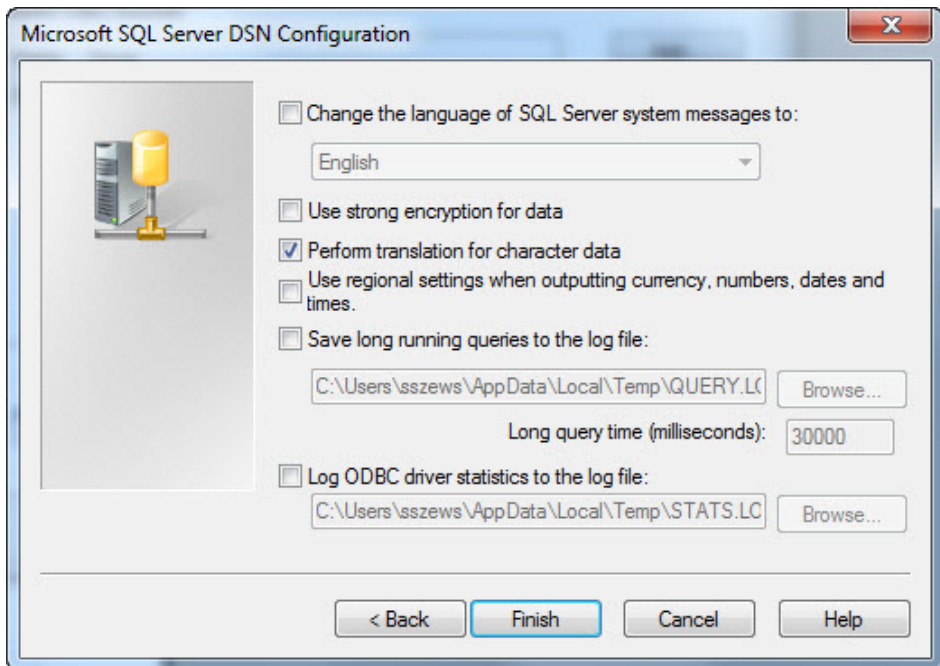 Microsoft SQL Server DSN Configuration
Change the language of SQL Server system messages to:
English
Use strong encryption for data
Perform translation for character data
Use regional settings when outputting currency, numbers, dates and
times.
Save long running queries to the log file:
C:\Users\sszews\AppData\Local\Temp\QUERY.LO
Browse...
Long query time (milliseconds):
30000
Log ODBC driver statistics to the log file:
C:\Users\sszews\AppData\Local\Temp\STATS.LO
Browse...
< Back
Finish
Cancel
Help